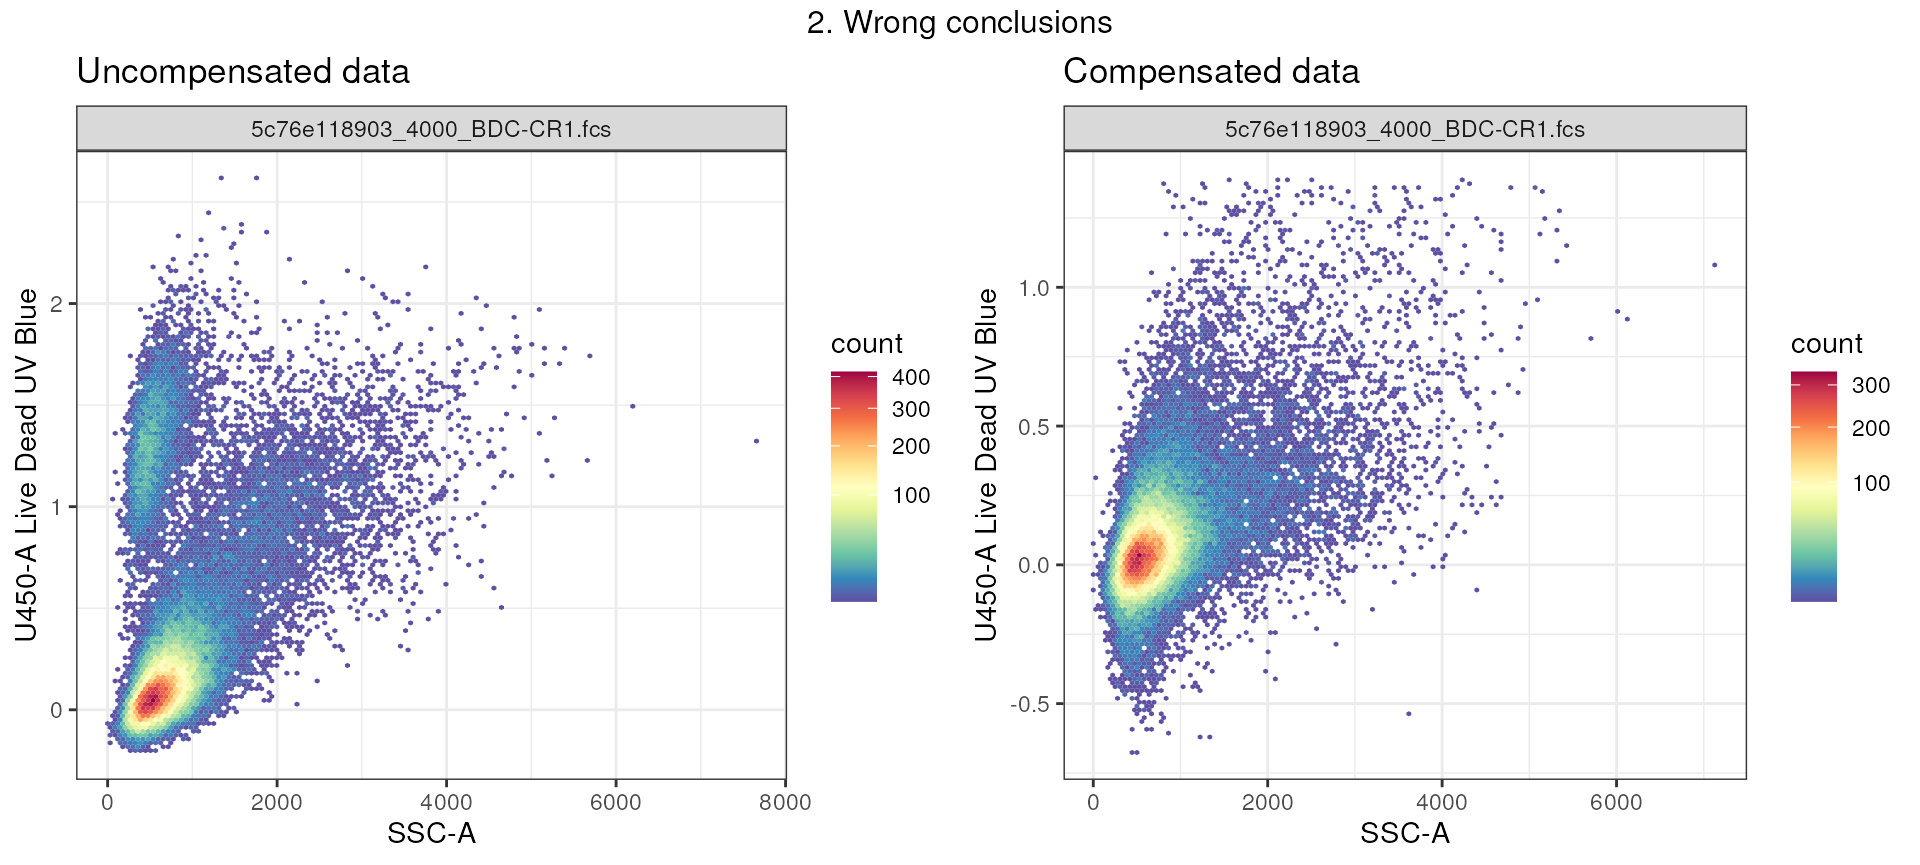 2. Wrong conclusions
Uncompensated data
5c76e118903_4000_BDC-CR1.fcs
U450-A Live Dead UV Blue
2
1
0
0 2000 4000 6000 8000
SSC-A
count
400
300
200
100
Compensated data
5c76e118903_4000_BDC-CR1.fcs
U450-A Live Dead UV Blue
1.0
0.5
0.0
-0.5
0 2000 4000 6000
SSC-A
count
300
200
100